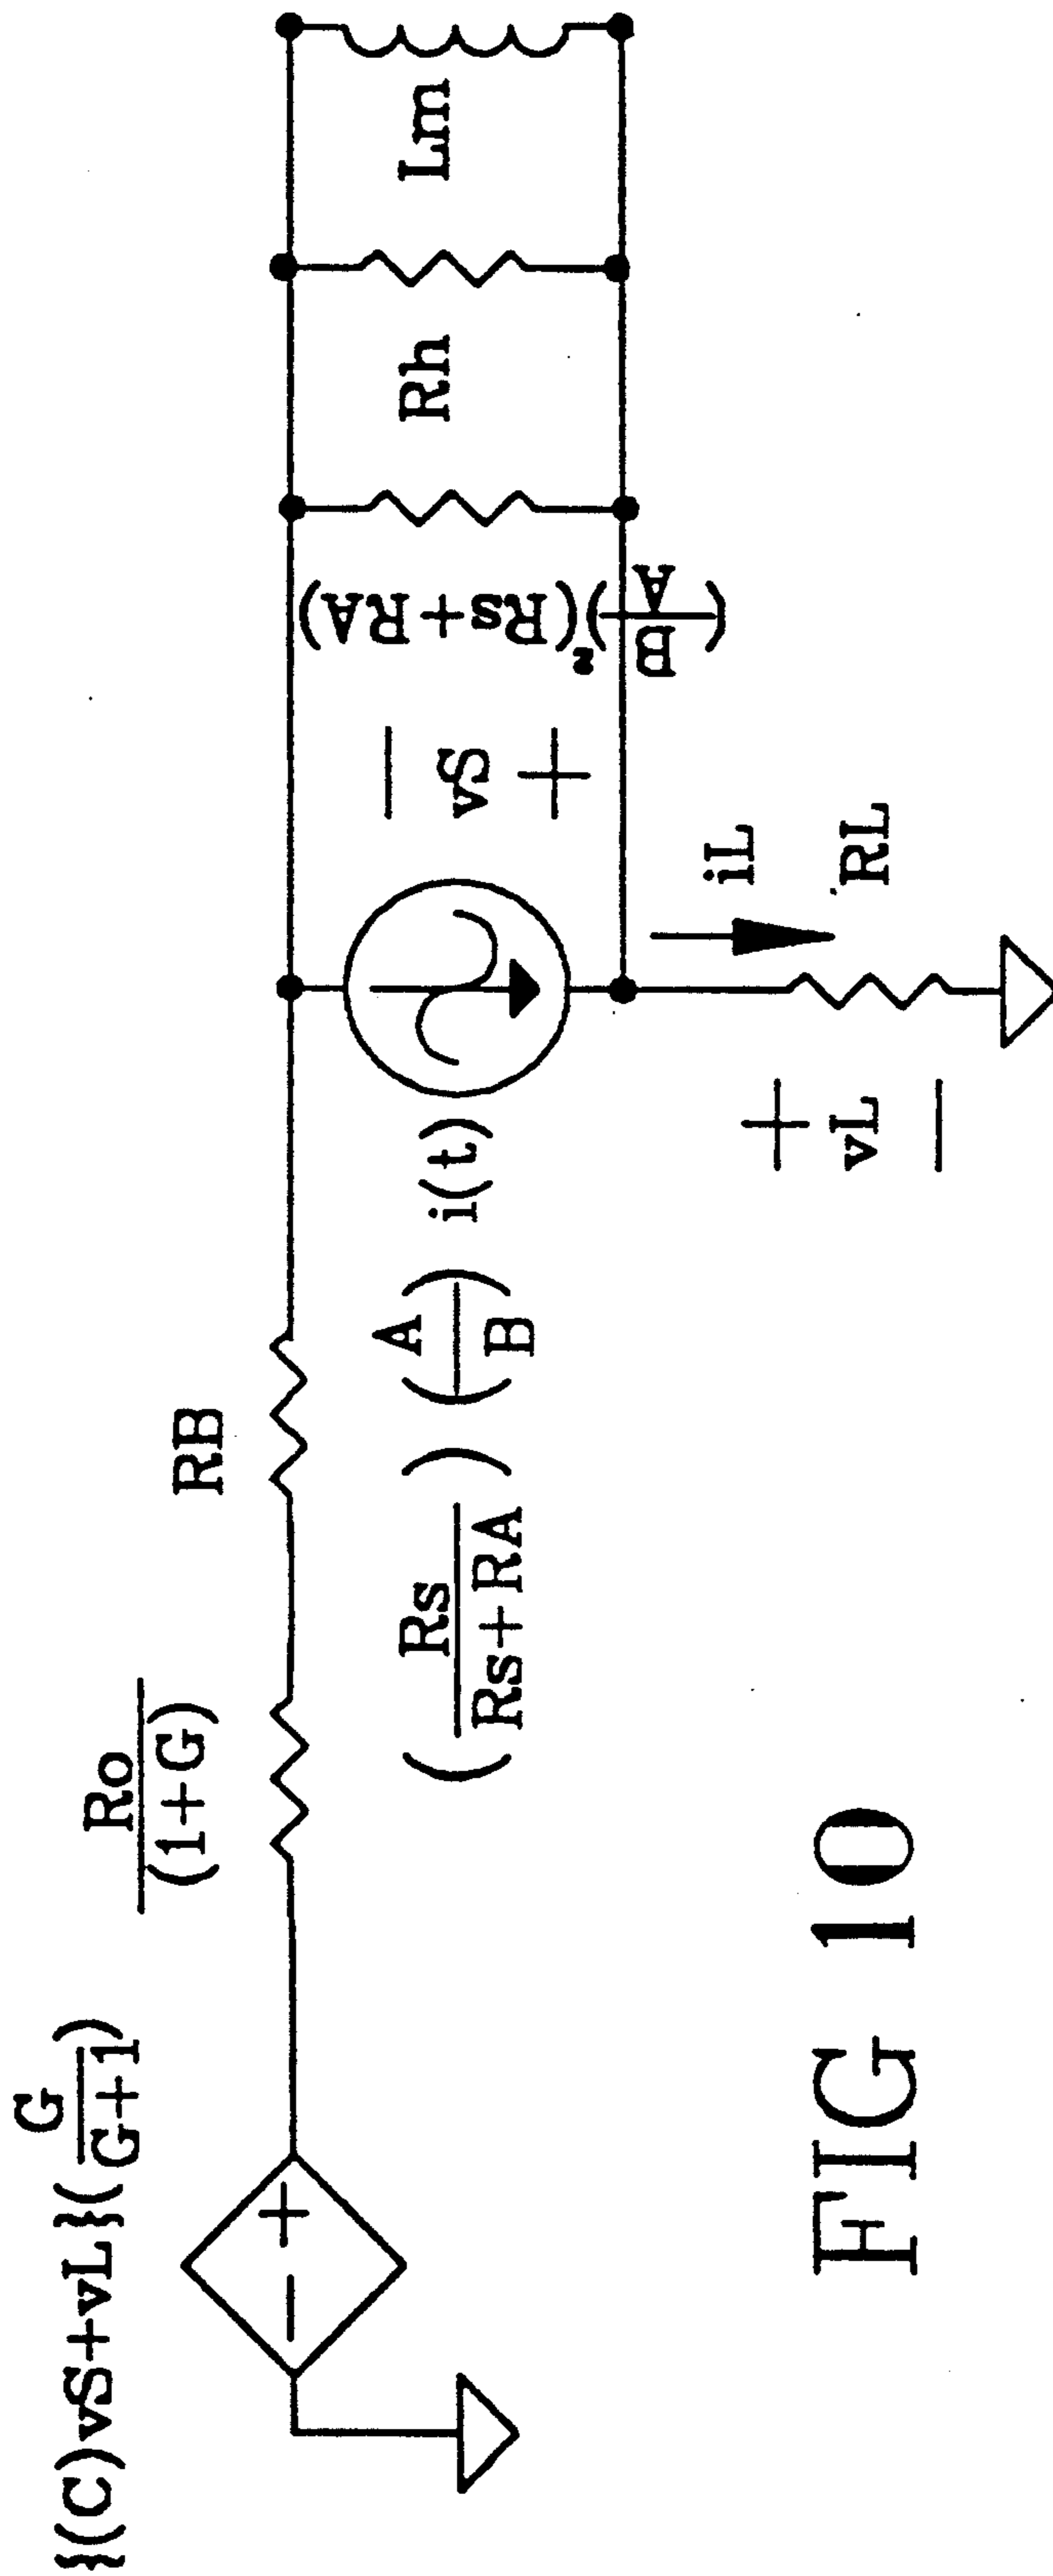 {(C)vS+vL}(G/G+1)
Ro/(1+G)
RB
(Rs/Rs+RA) (A/B) i(t)
− vS +
(B/A)²(Rs+RA)
Rh
Lm
+ vL −
iL
RL
+
−
FIG 10